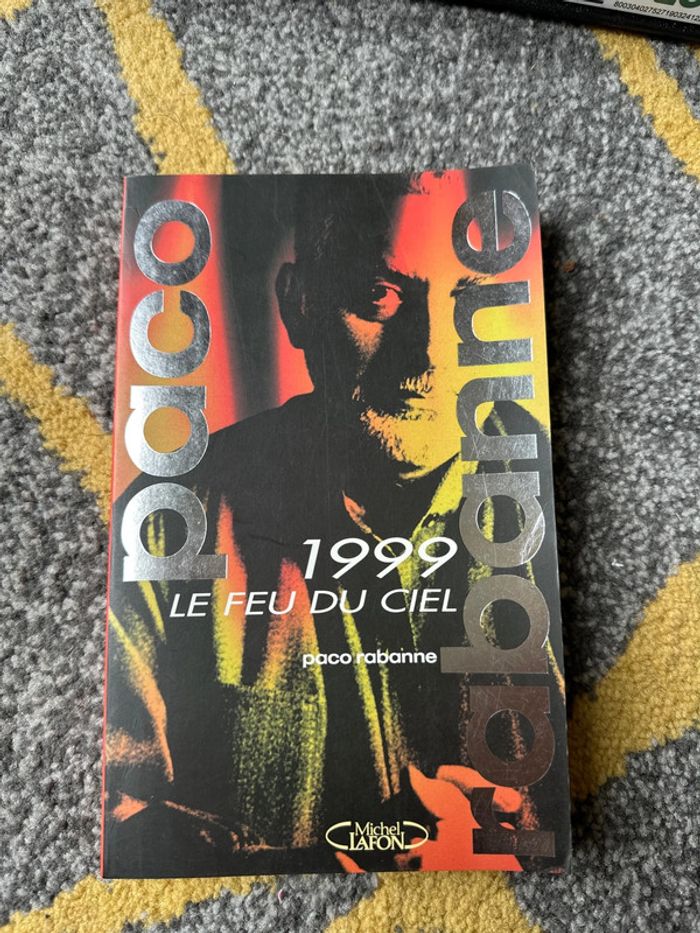 paco
rabanne
1999
LE FEU DU CIEL
paco rabanne
Michel
LAFON